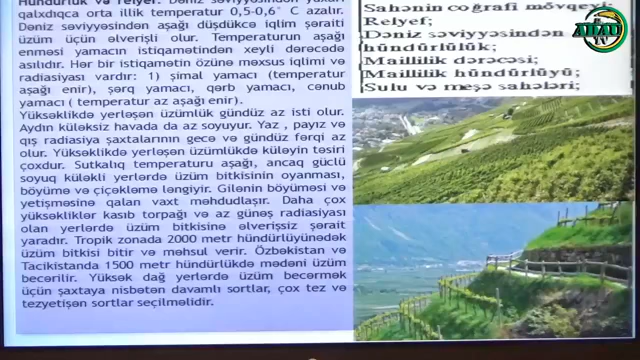 Hündürlük və relyef. Dəniz səviyyəsindən yuxarı
qalxdıqca orta illik temperatur 0,5-0,6° C azalır.
Dəniz səviyyəsindən aşağı düşdükcə iqlim şəraiti
üzüm üçün əlverişli olur. Temperaturun aşağı
enməsi yamacın istiqamətindən xeyli dərəcədə
asılıdır. Hər bir istiqamətin özünə məxsus iqlimi və
radiasiyası vardır: 1) şimal yamacı (temperatur
aşağı enir), şərq yamacı, qərb yamacı, cənub
yamacı ( temperatur az aşağı enir).
Yüksəklikdə yerləşən üzümlük gündüz az isti olur.
Aydın küləksiz havada da az soyuyur. Yaz , payız və
qış radiasiya şaxtalarının gecə və gündüz fərqi az
olur. Yüksəklikdə yerləşən üzümlükdə küləyin təsiri
çoxdur. Sutkalıq temperaturu aşağı, ancaq güclü
soyuq küləkli yerlərdə üzüm bitkisinin oyanması,
böyümə və çiçəkləmə ləngiyir. Gilənin böyüməsi və
yetişməsinə qalan vaxt məhdudlaşır. Daha çox
yüksəkliklər kasıb torpağı və az günəş radiasiyası
olan yerlərdə üzüm bitkisinə əlverişsiz şərait
yaradır. Tropik zonada 2000 metr hündürlüyünədək
üzüm bitkisi bitir və məhsul verir. Özbəkistan və
Tacikistanda 1500 metr hündürlükdə mədəni üzüm
becərilir. Yüksək dağ yerlərdə üzüm becərmək
üçün şaxtaya nisbətən davamlı sortlar, çox tez və
tezyetişən sortlar seçilməlidir.
Sahənin coğrafi mövqeyi:
Relyef;
Dəniz səviyyəsindən
hündürlülük;
Maillilik dərəcəsi;
Maillilik hündürlüyü;
Sulu və meşə sahələri;
ADAU
TV